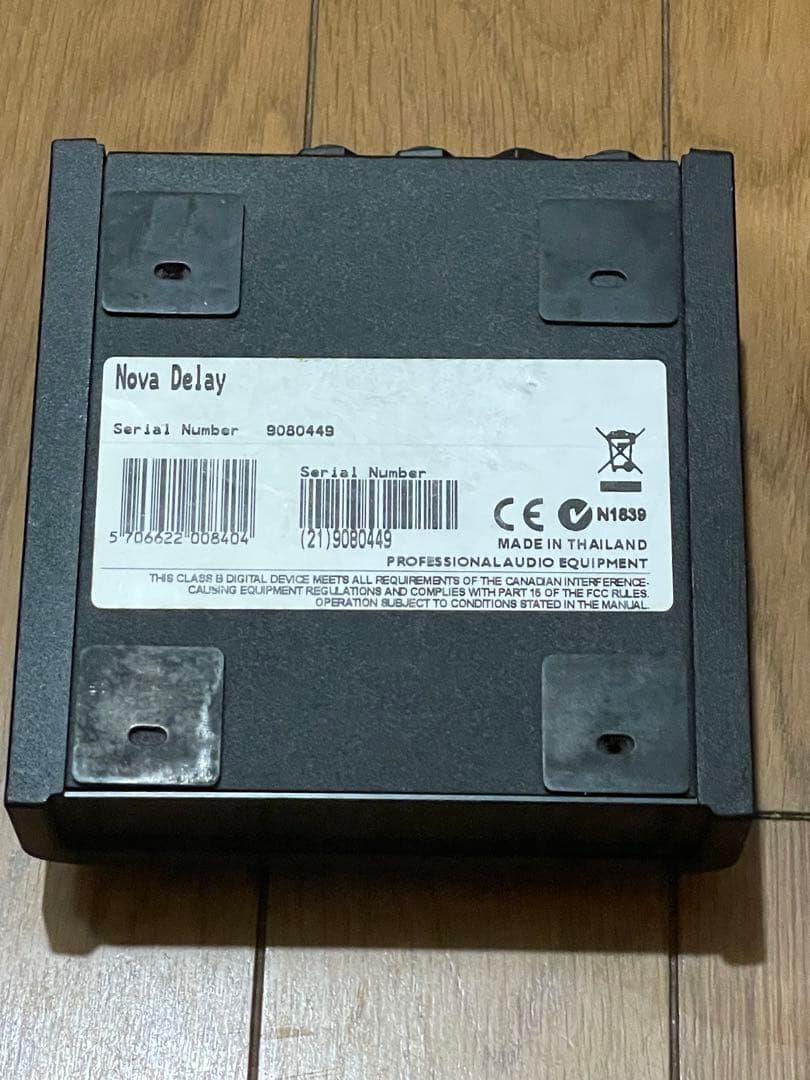 Nova Delay
Serial Number 9080449
Serial Number
5 706622 008404
(21)9080449
CE N1839
MADE IN THAILAND
PROFESSIONAL AUDIO EQUIPMENT
THIS CLASS B DIGITAL DEVICE MEETS ALL REQUIREMENTS OF THE CANADIAN INTERFERENCE-
CAUSING EQUIPMENT REGULATIONS AND COMPLIES WITH PART 15 OF THE FCC RULES.
OPERATION SUBJECT TO CONDITIONS STATED IN THE MANUAL.